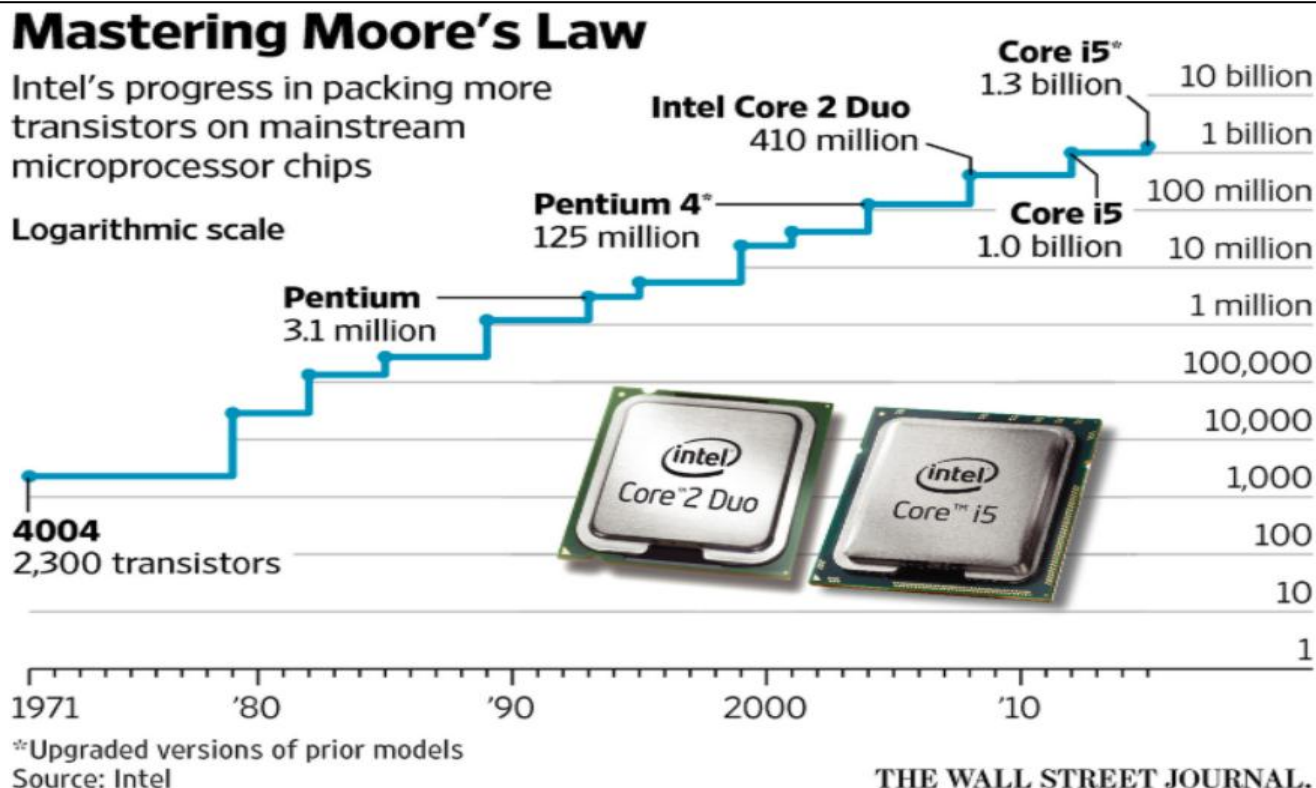 Mastering Moore's Law
Intel's progress in packing more
transistors on mainstream
microprocessor chips
Logarithmic scale
Core i5*
1.3 billion
Intel Core 2 Duo
410 million
Pentium 4*
125 million
Core i5
1.0 billion
Pentium
3.1 million
4004
2,300 transistors
10 billion
1 billion
100 million
10 million
1 million
100,000
10,000
1,000
100
10
1
intel
Core™2 Duo
intel
Core™ i5
1971 '80 '90 2000 '10
*Upgraded versions of prior models
Source: Intel
THE WALL STREET JOURNAL.